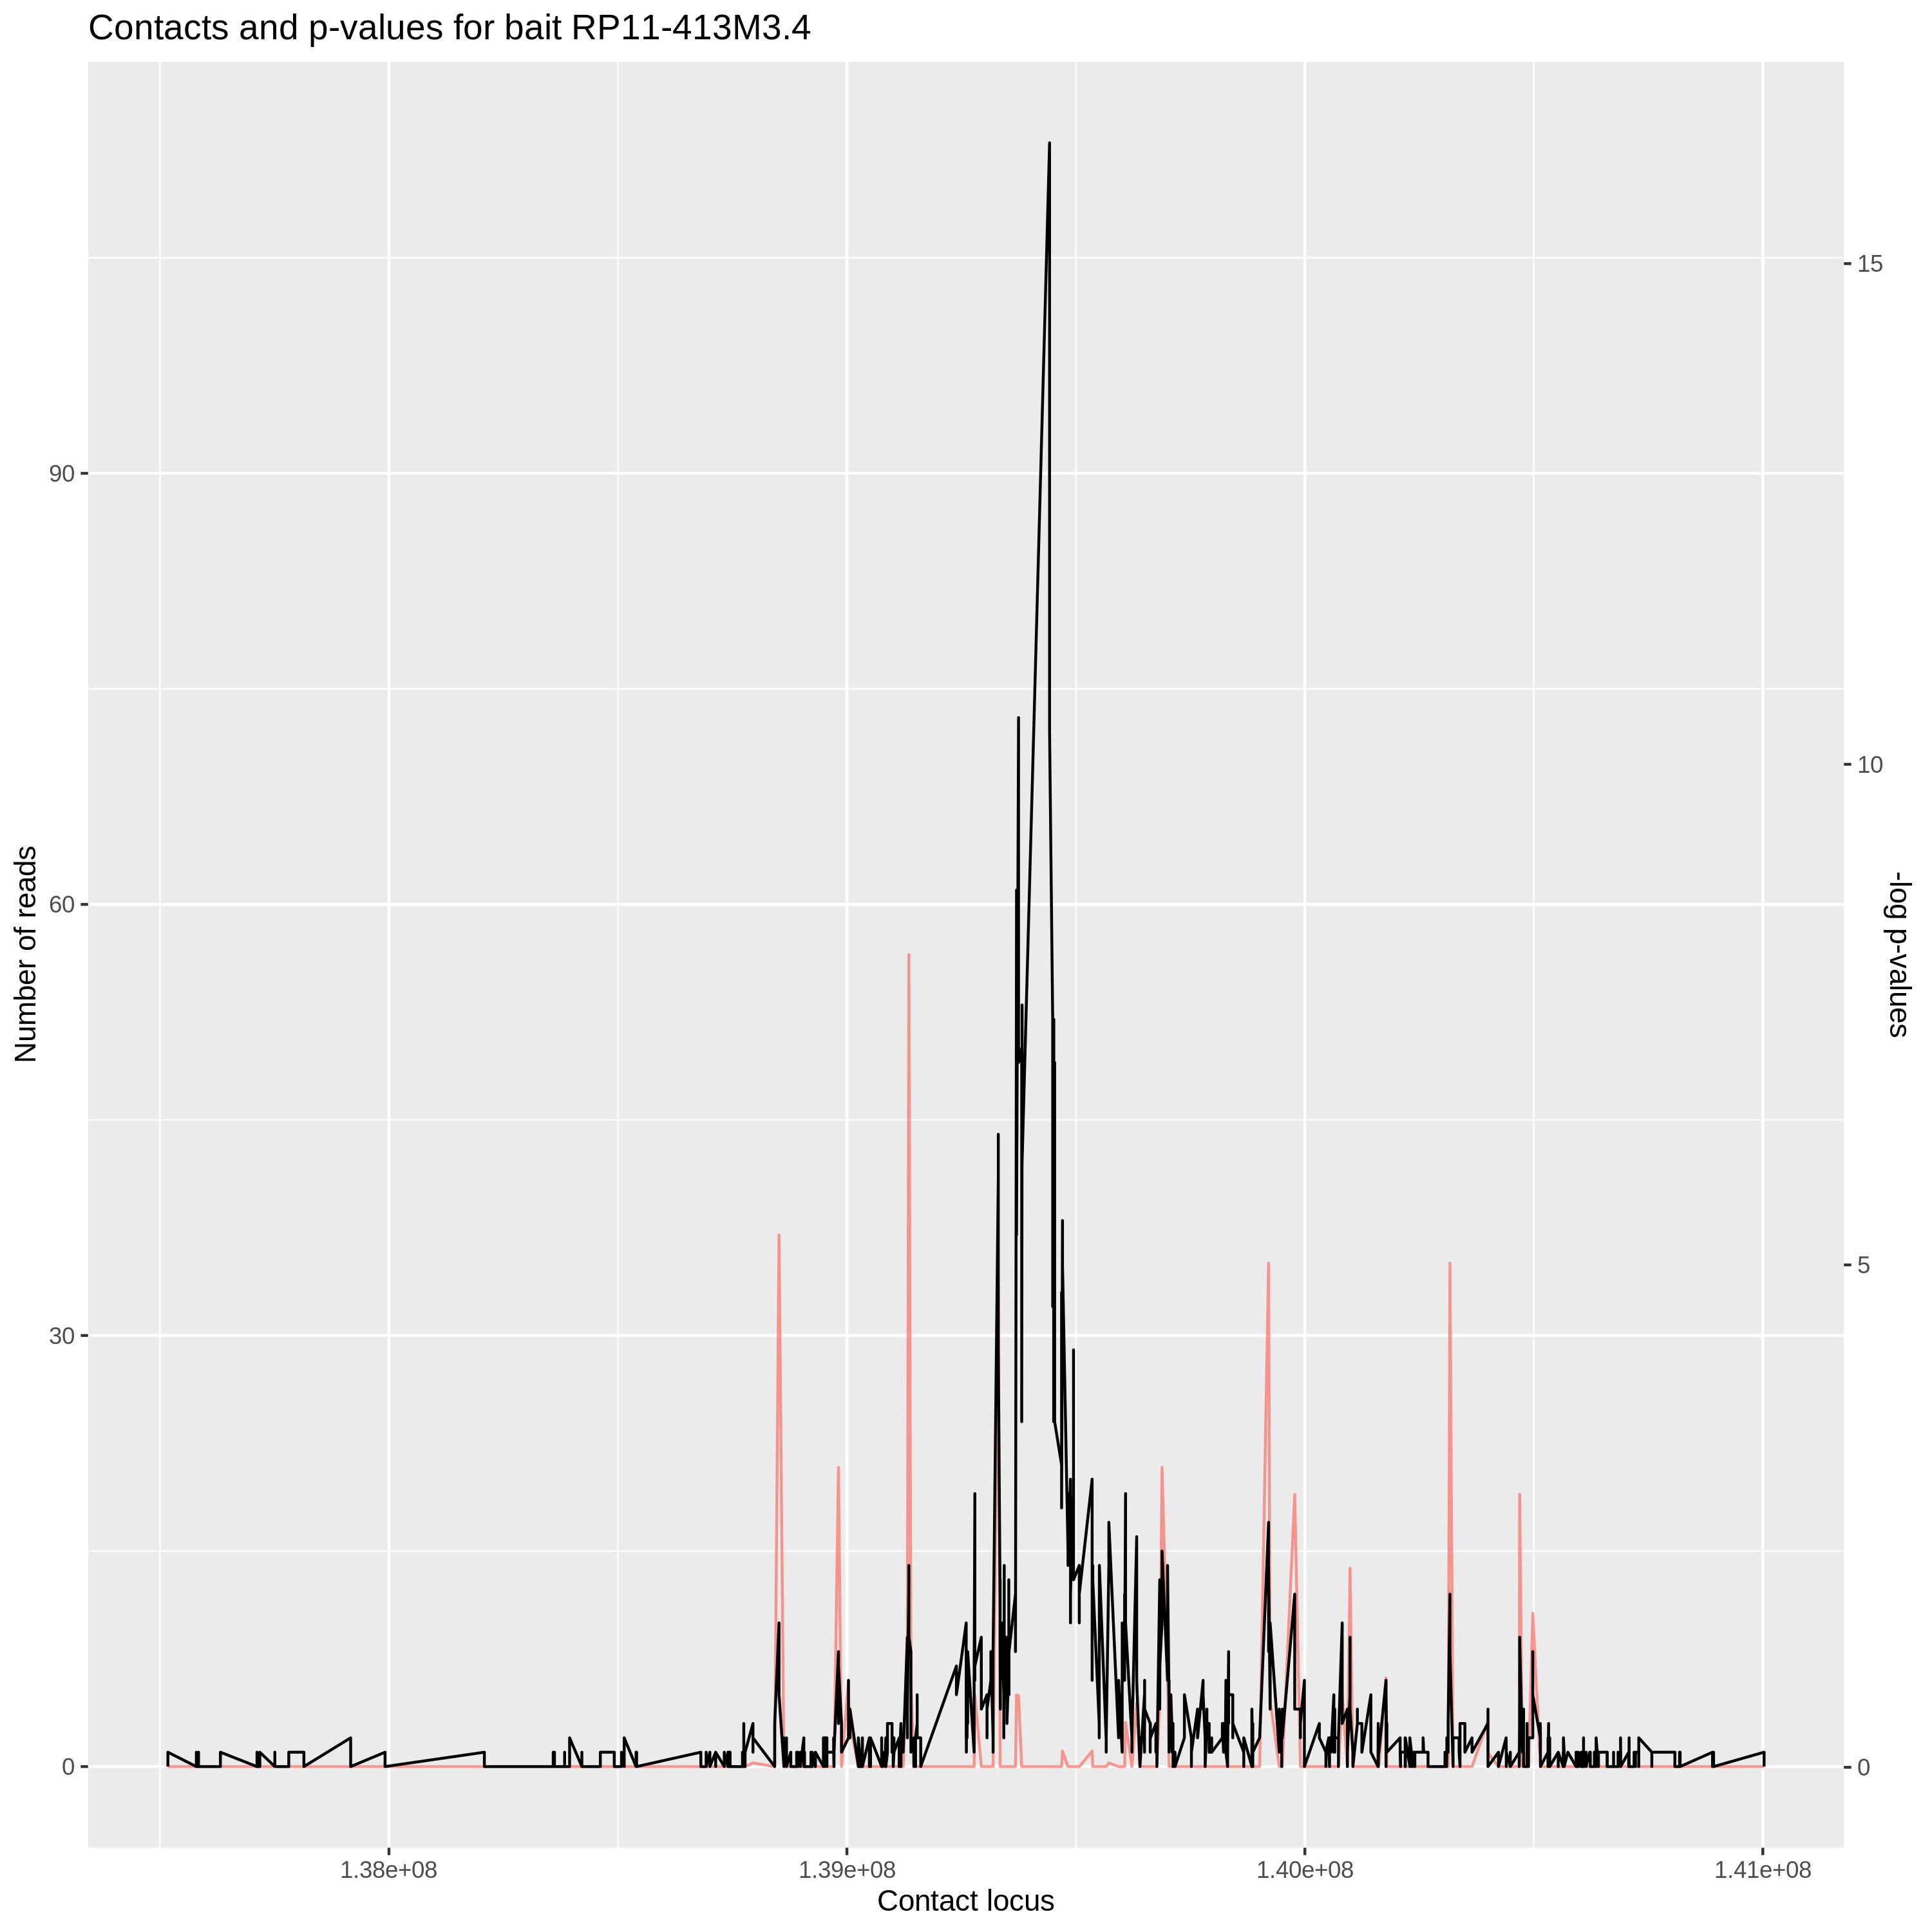 Contacts and p-values for bait RP11-413M3.4
Number of reads
90
60
30
0
15
10
5
0
-log p-values
1.38e+08
1.39e+08
1.40e+08
1.41e+08
Contact locus